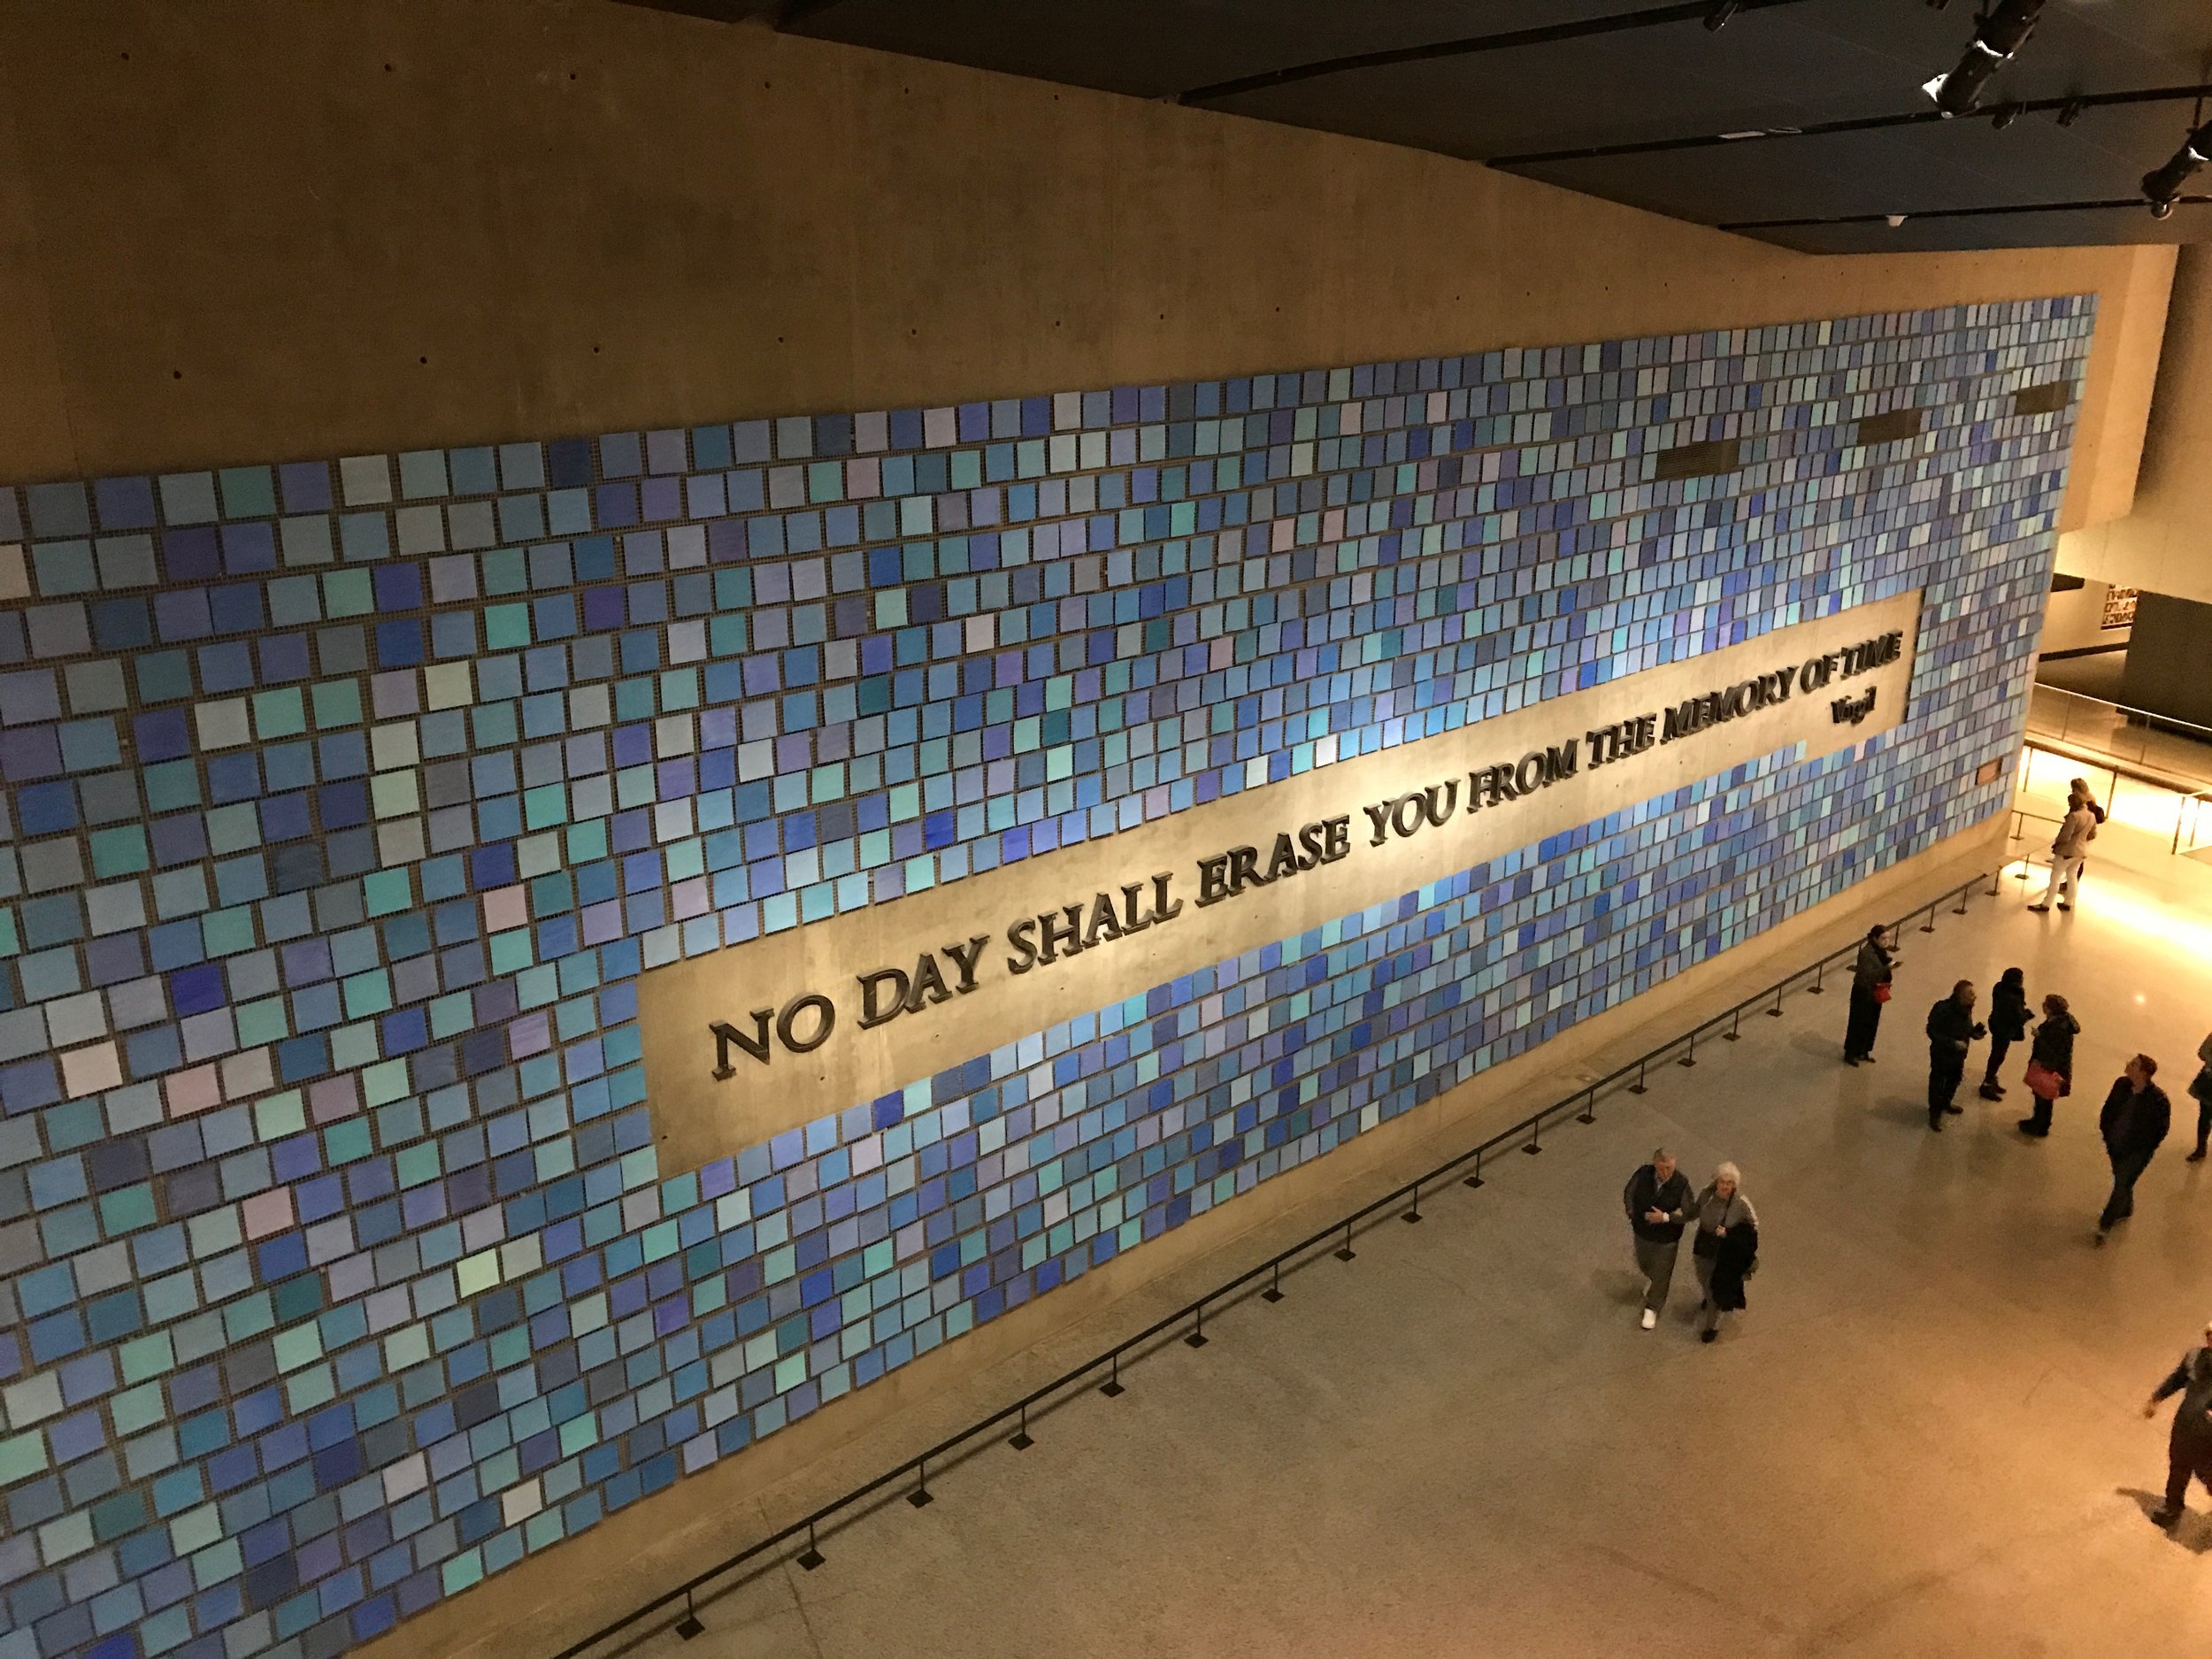 NO DAY SHALL ERASE YOU FROM THE MEMORY OF TIME
Virgil